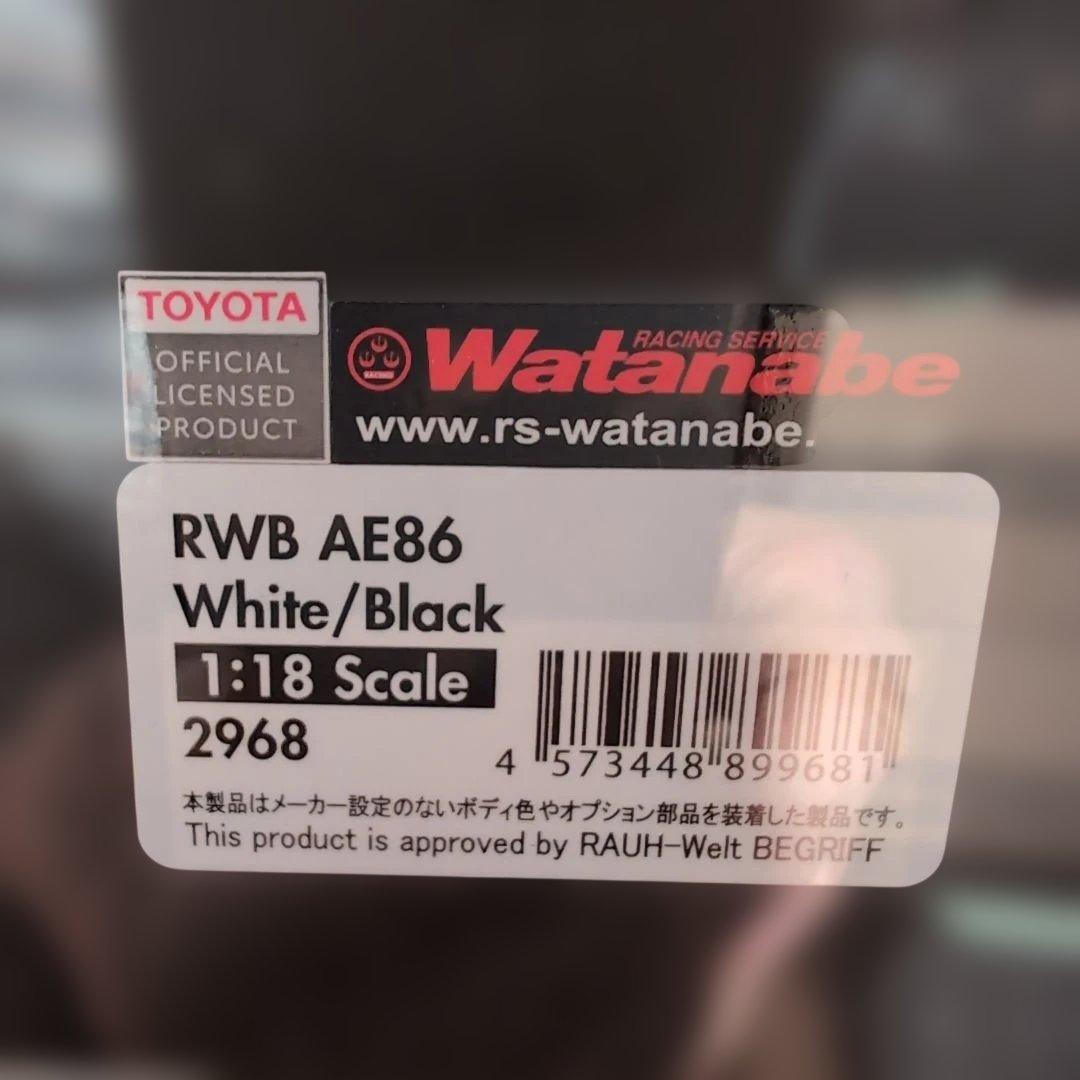 TOYOTA
OFFICIAL
LICENSED
PRODUCT
RACING
RACING SERVICE
Watanabe
www.rs-watanabe.
RWB AE86
White/Black
1:18 Scale
2968
4 573448 899681
本製品はメーカー設定のないボディ色やオプション部品を装着した製品です。
This product is approved by RAUH-Welt BEGRIFF